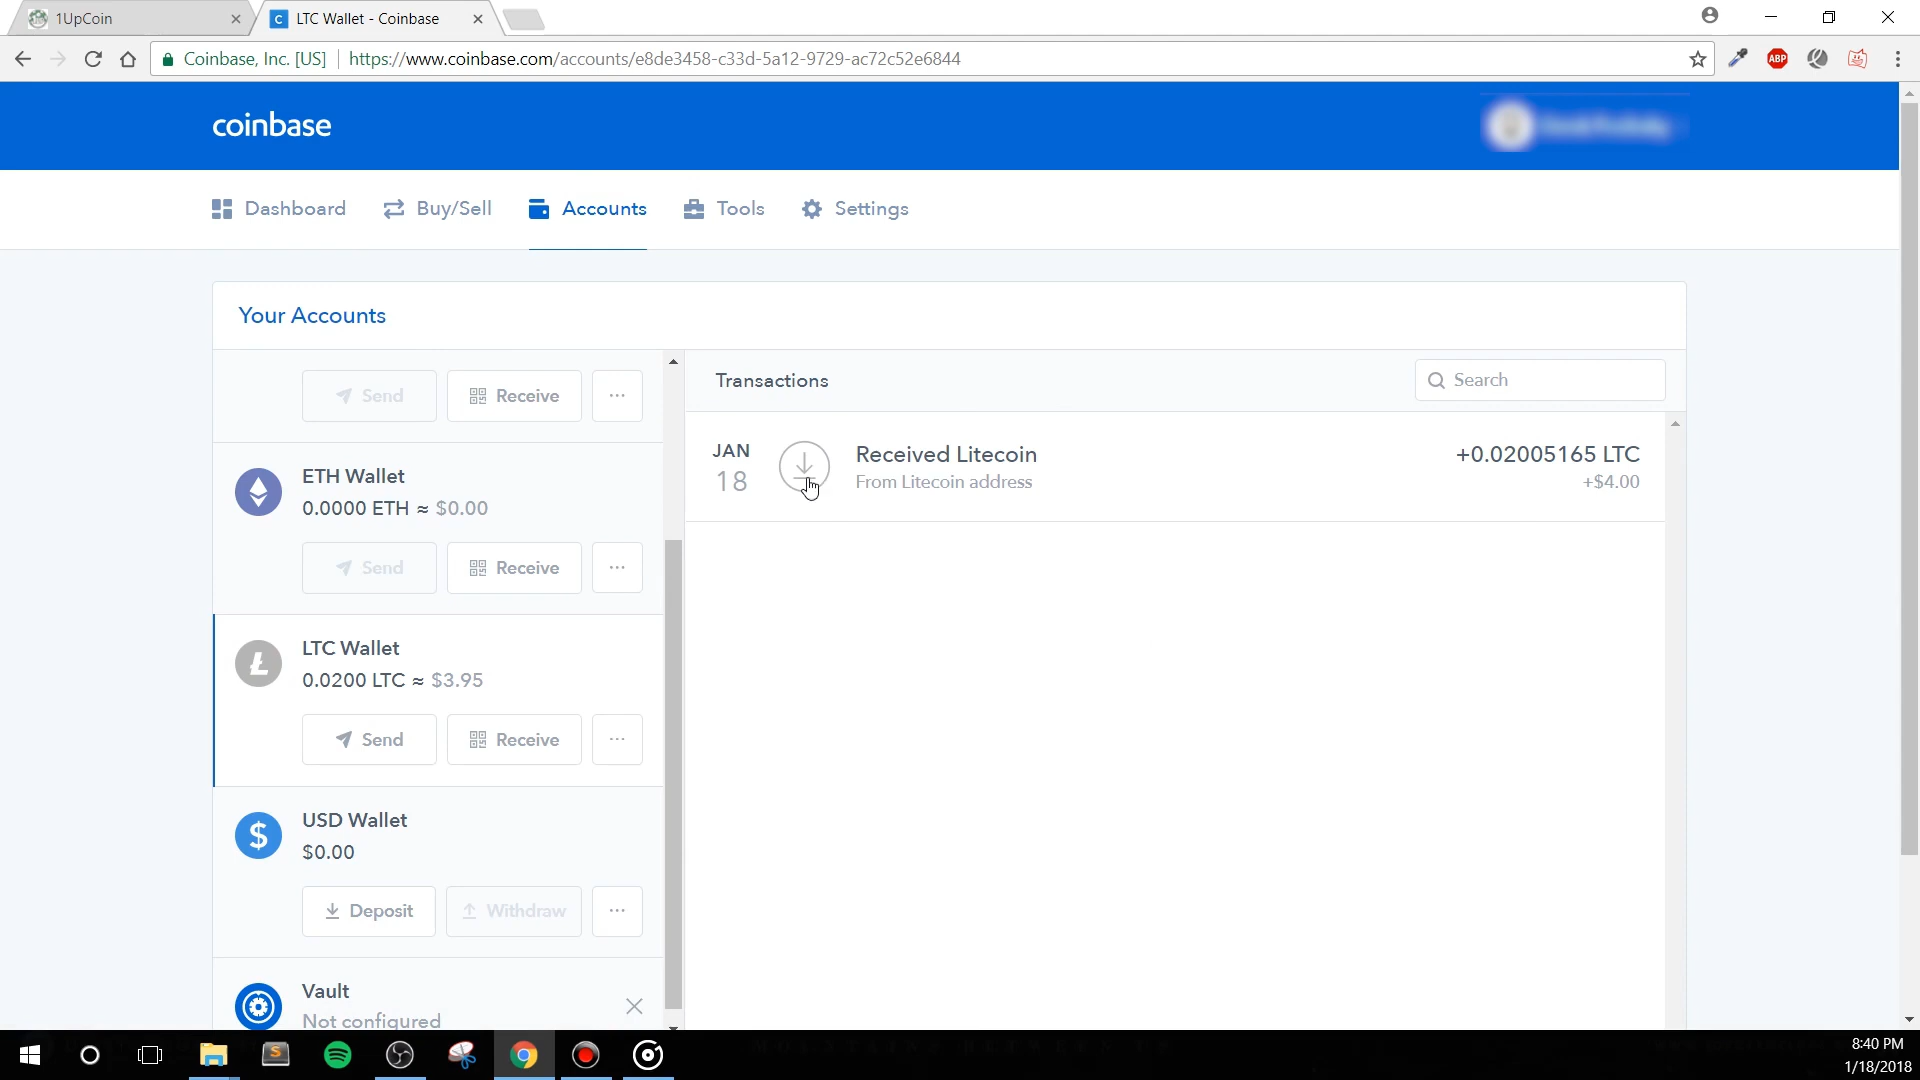 1UpCoin
LTC Wallet - Coinbase
Coinbase, Inc. [US] https://www.coinbase.com/accounts/e8de3458-c33d-5a12-9729-ac72c52e6844
ABP
coinbase
Dashboard Buy/Sell Accounts Tools Settings
Your Accounts
Send Receive ...
ETH Wallet
0.0000 ETH ≈ $0.00
Send Receive ...
LTC Wallet
0.0200 LTC ≈ $3.95
Send Receive ...
USD Wallet
$0.00
Deposit Withdraw ...
Vault
Not configured
Transactions
Search
JAN
18
Received Litecoin
From Litecoin address
+0.02005165 LTC
+$4.00
8:40 PM
1/18/2018